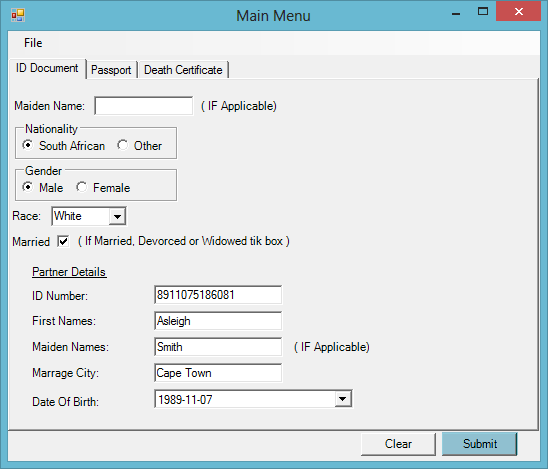 Main Menu
File
ID Document Passport Death Certificate
Maiden Name: ( IF Applicable)
Nationality
South African Other
Gender
Male Female
Race: White
Married ( If Married, Devorced or Widowed tik box )
Partner Details
ID Number: 8911075186081
First Names: Asleigh
Maiden Names: Smith ( IF Applicable)
Marrage City: Cape Town
Date Of Birth: 1989-11-07
Clear Submit